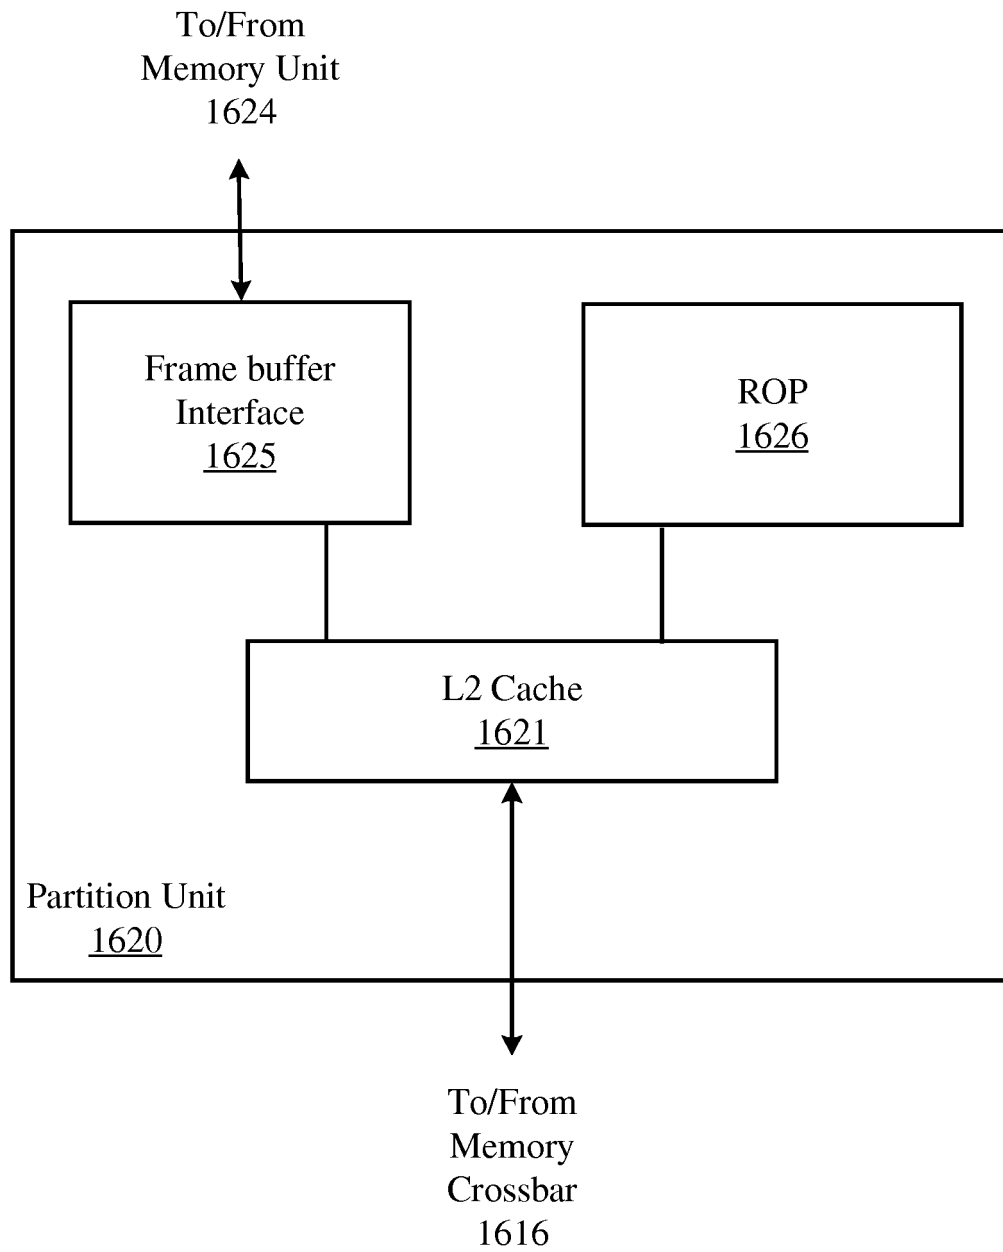 To/From
Memory Unit
1624
Frame buffer
Interface
1625
ROP
1626
L2 Cache
1621
Partition Unit
1620
To/From
Memory
Crossbar
1616